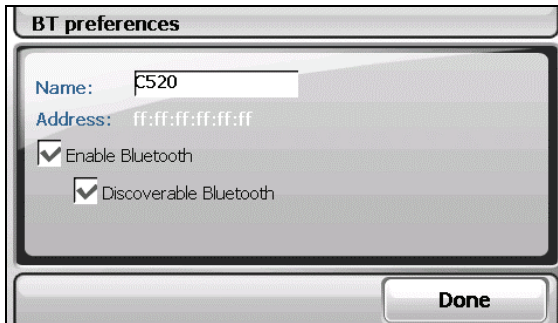 BT preferences
Name: C520
Address: ff:ff:ff:ff:ff:ff
Enable Bluetooth
Discoverable Bluetooth
Done